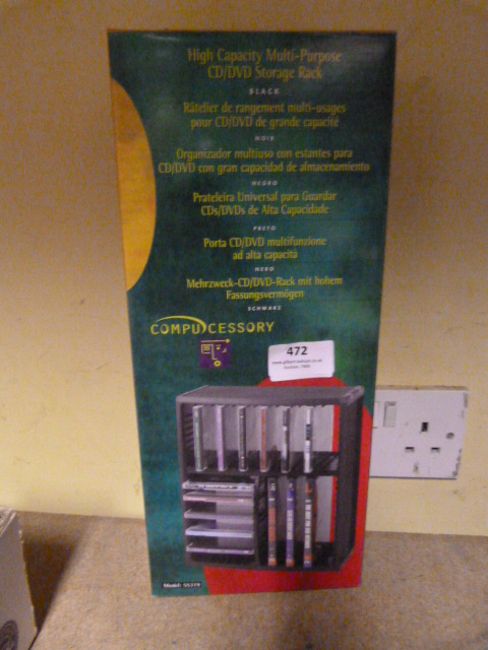 High Capacity Multi-Purpose
CD/DVD Storage Rack
BLACK
Râtelier de rangement multi-usages
pour CD/DVD de grande capacité
NOIR
Organizador multiuso con estantes para
CD/DVD con gran capacidad de almacenamiento
NEGRO
Prateleira Universal para Guardar
CDs/DVDs de Alta Capacidade
PRETO
Porta CD/DVD multifunzione
ad alta capacità
NERO
Mehrzweck-CD/DVD-Rack mit hohem
Fassungsvermögen
SCHWARZ
COMPUCESSORY
472
Model: 55379